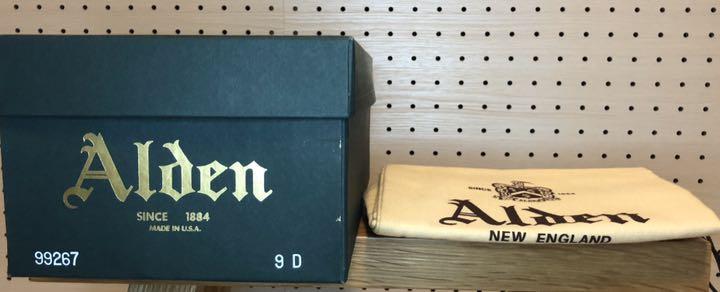 Alden
SINCE 1884
MADE IN U.S.A.
99267 9 D
SINCE 1884
Alden
NEW ENGLAND